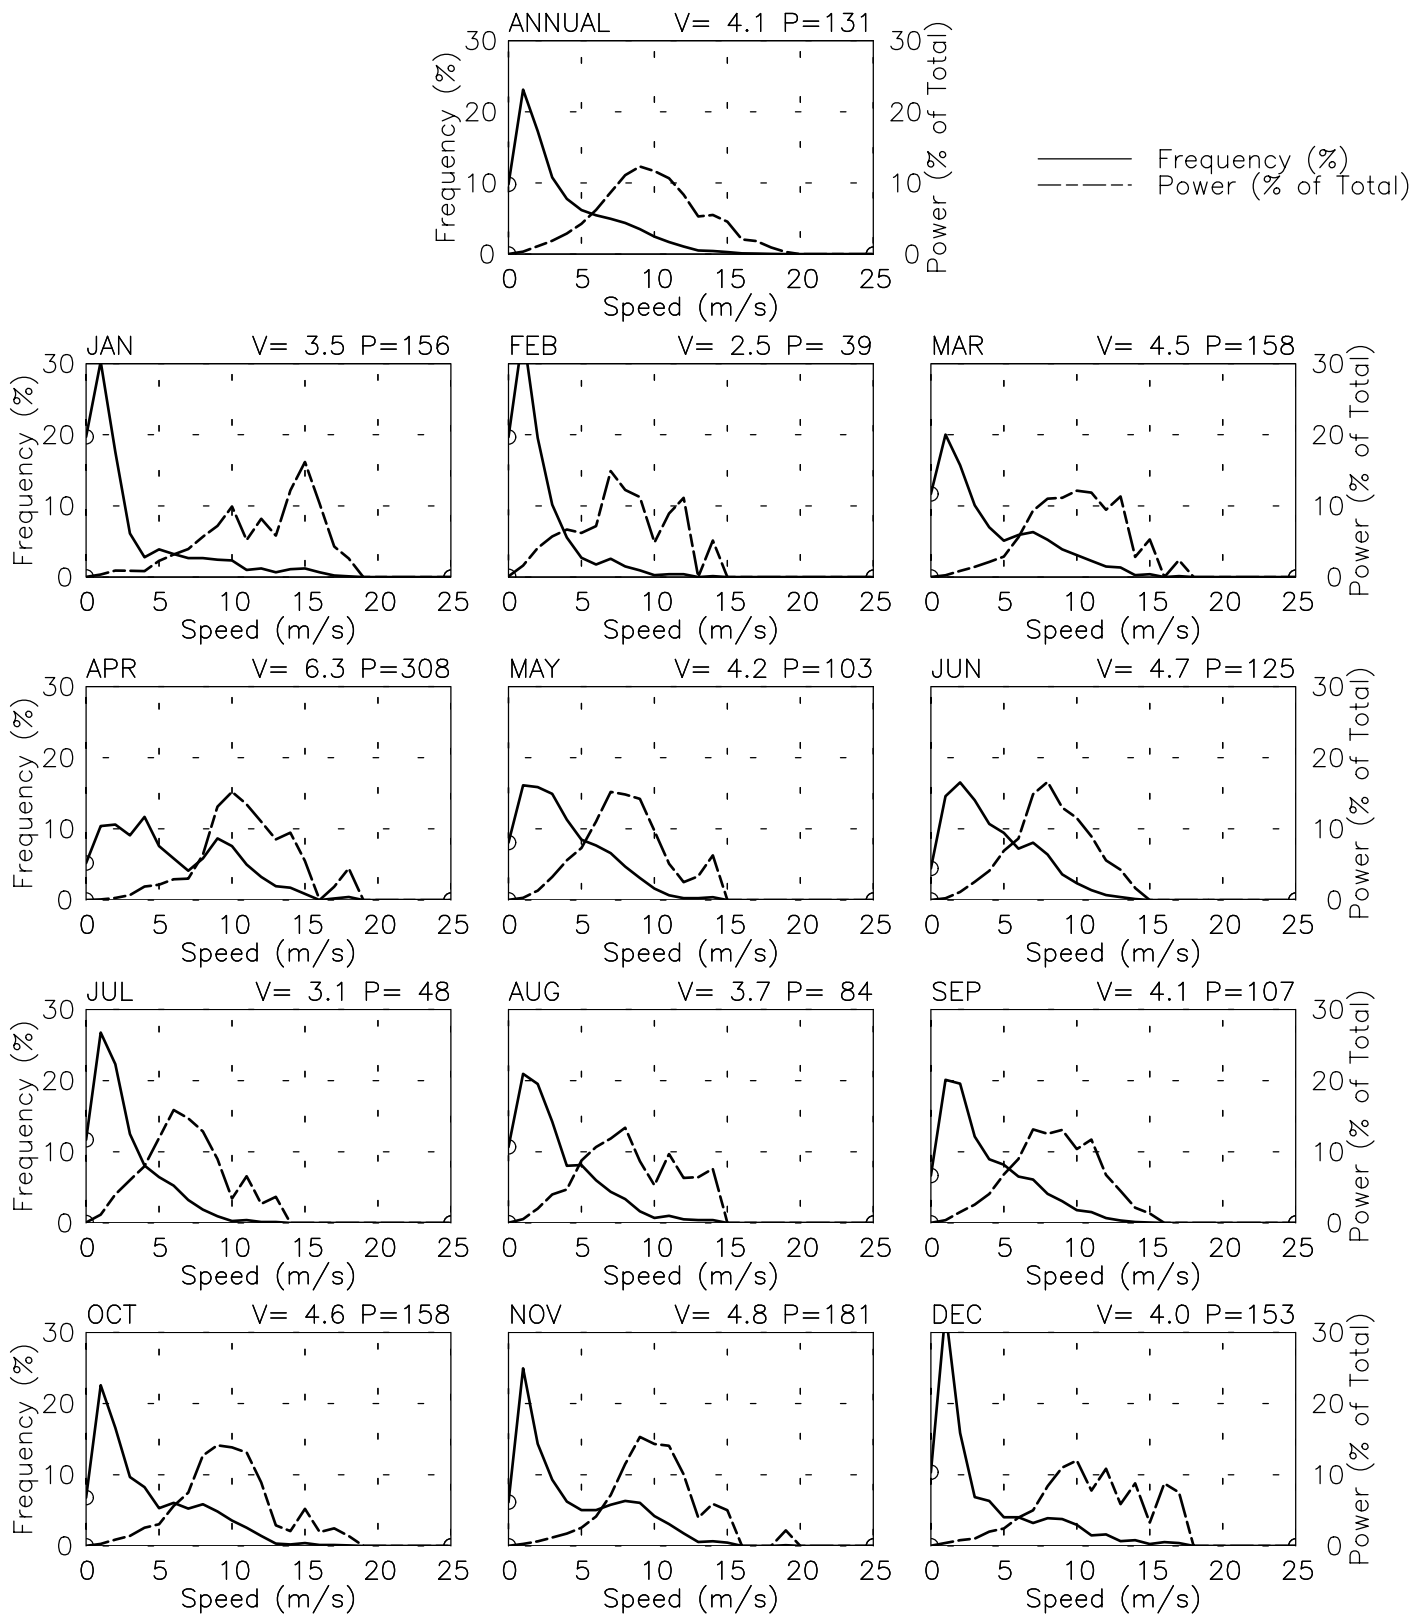 ANNUAL V= 4.1 P=131
30 30
20 20
10 10
0 0
Frequency (%)
Power (% of Total)
0 5 10 15 20 25
Speed (m/s)
Frequency (%)
Power (% of Total)
JAN V= 3.5 P=156
FEB V= 2.5 P= 39
MAR V= 4.5 P=158
30 30 30 30
20 20 20 20
10 10 10 10
0 0 0 0
Frequency (%)
Power (% of Total)
0 5 10 15 20 25
0 5 10 15 20 25
0 5 10 15 20 25
Speed (m/s)
Speed (m/s)
Speed (m/s)
APR V= 6.3 P=308
MAY V= 4.2 P=103
JUN V= 4.7 P=125
30 30
20 20
10 10
0 0
Frequency (%)
Power (% of Total)
0 5 10 15 20 25
0 5 10 15 20 25
0 5 10 15 20 25
Speed (m/s)
Speed (m/s)
Speed (m/s)
JUL V= 3.1 P= 48
AUG V= 3.7 P= 84
SEP V= 4.1 P=107
30 30
20 20
10 10
0 0
Frequency (%)
Power (% of Total)
0 5 10 15 20 25
0 5 10 15 20 25
0 5 10 15 20 25
Speed (m/s)
Speed (m/s)
Speed (m/s)
OCT V= 4.6 P=158
NOV V= 4.8 P=181
DEC V= 4.0 P=153
30 30
20 20
10 10
0 0
Frequency (%)
Power (% of Total)
0 5 10 15 20 25
0 5 10 15 20 25
0 5 10 15 20 25
Speed (m/s)
Speed (m/s)
Speed (m/s)